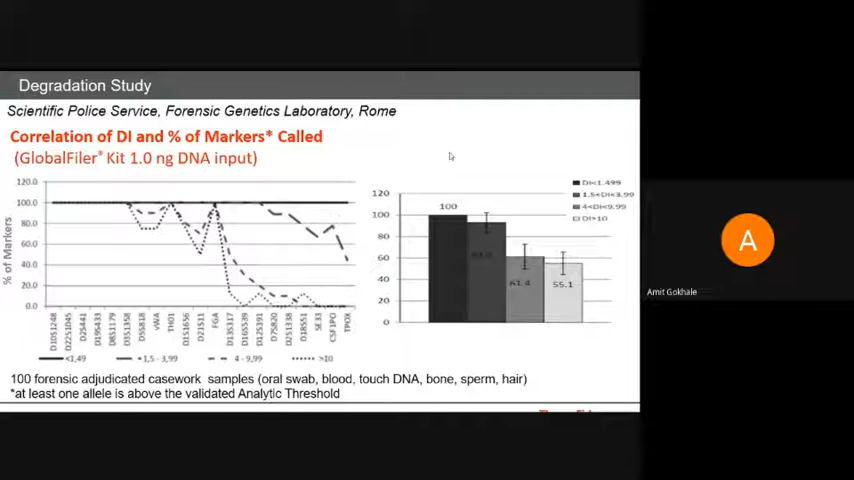 Degradation Study
Scientific Police Service, Forensic Genetics Laboratory, Rome
Correlation of DI and % of Markers* Called
(GlobalFiler® Kit 1.0 ng DNA input)
% of Markers
120.0
100.0
80.0
60.0
40.0
20.0
0.0
D10S1248
D22S1045
D2S441
D19S433
D8S1179
D3S1358
D5S818
vWA
TH01
D1S1656
D21S11
FGA
D13S317
D16S539
D12S391
D7S820
D2S1338
D18S51
SE33
CSF1PO
TPOX
<1,49
1,5 - 3,99
4 - 9,99
>10
120
100
80
60
40
20
0
100
61.4
55.1
DI<1.499
1.5<DI<3.99
4<DI<9.99
DI>10
100 forensic adjudicated casework samples (oral swab, blood, touch DNA, bone, sperm, hair)
*at least one allele is above the validated Analytic Threshold
A
Amit Gokhale